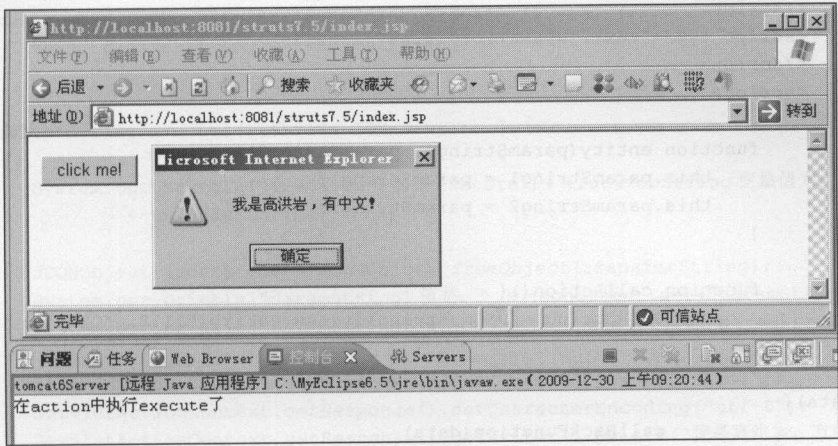 http://localhost:8081/struts7.5/index.jsp
文件(F) 编辑(E) 查看(V) 收藏(A) 工具(T) 帮助(H)
后退 搜索 收藏夹
地址(D) http://localhost:8081/struts7.5/index.jsp 转到
click me!
Microsoft Internet Explorer
我是高洪岩，有中文!
确定
完毕 可信站点
问题 任务 Web Browser 控制台 Servers
tomcat6Server [远程 Java 应用程序] C:\MyEclipse6.5\jre\bin\javaw.exe(2009-12-30 上午09:20:44)
在action中执行execute了